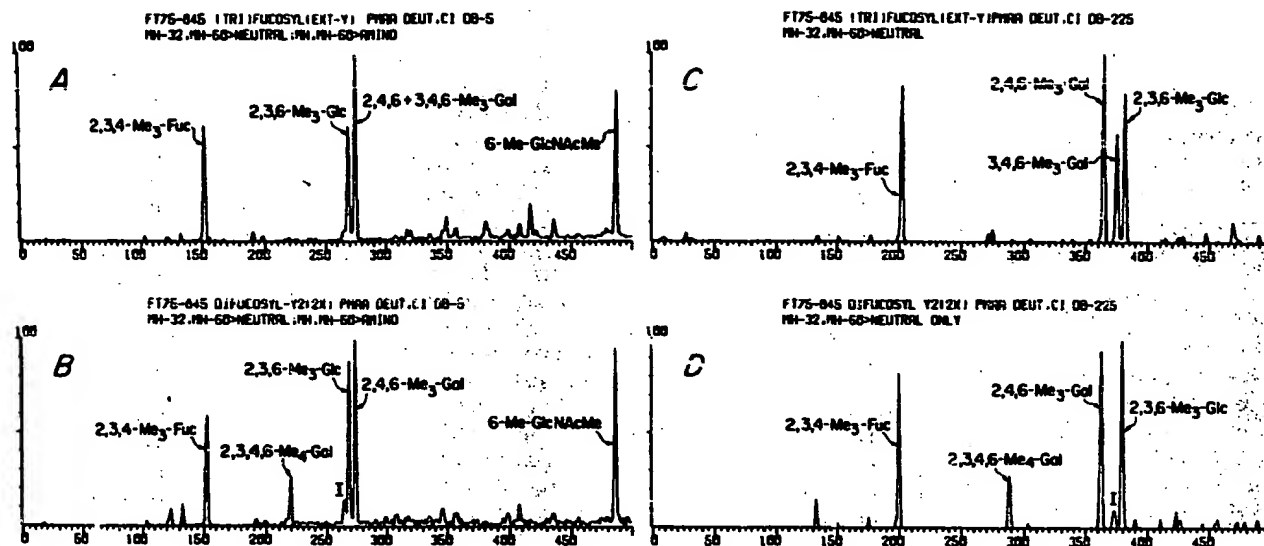 FT75-845 (TRI)FUCOSYL(EXT-Y) PMAA DEUT.CI DB-5
MH-32.MH-60>NEUTRAL;MH.MH-60>AMINO
100
A
2,3,4-Me3-Fuc
2,3,6-Me3-Glc
2,4,6+3,4,6-Me3-Gal
6-Me-GlcNAcMe
0 50 100 150 200 250 300 350 400 450
FT75-845 (TRI)FUCOSYL(EXT-Y)PMAA DEUT.CI DB-225
MH-32.MH-60>NEUTRAL
100
C
2,3,4-Me3-Fuc
2,4,6-Me3-Gal
3,4,6-Me3-Gal
2,3,6-Me3-Glc
0 50 100 150 200 250 300 350 400 450
FT75-845 DIFUCOSYL-Y2(2X) PMAA DEUT.CI DB-5
MH-32.MH-60>NEUTRAL;MH.MH-60>AMINO
100
B
2,3,4-Me3-Fuc
2,3,4,6-Me4-Gal
I
2,3,6-Me3-Glc
2,4,6-Me3-Gal
6-Me-GlcNAcMe
0 50 100 150 200 250 300 350 400 450
FT75-845 DIFUCOSYL Y2(2X) PMAA DEUT.CI DB-225
MH-32.MH-60>NEUTRAL ONLY
100
D
2,3,4-Me3-Fuc
2,3,4,6-Me4-Gal
2,4,6-Me3-Gal
I
2,3,6-Me3-Glc
0 50 100 150 200 250 300 350 400 450